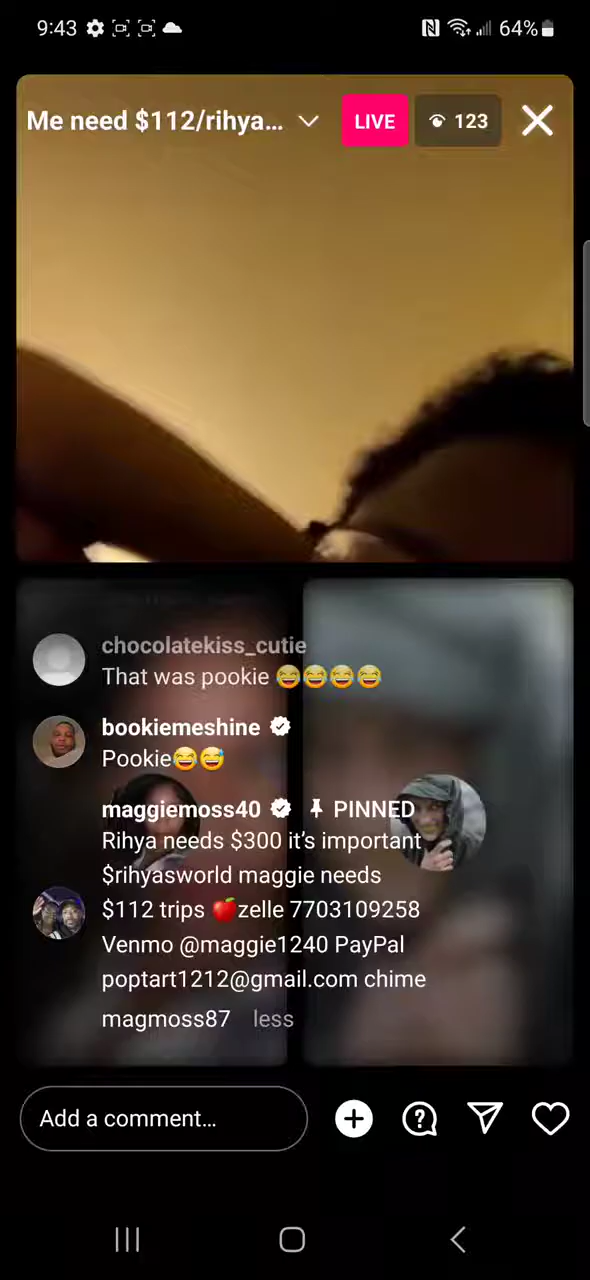 9:43 64%
Me need $112/rihya... LIVE 123
chocolatekiss_cutie
That was pookie 😂😂😂😂
bookiemeshine
Pookie😂😅
maggiemoss40 PINNED
Rihya needs $300 it's important
$rihyasworld maggie needs
$112 trips 🍎zelle 7703109258
Venmo @maggie1240 PayPal
poptart1212@gmail.com chime
magmoss87 less
Add a comment...